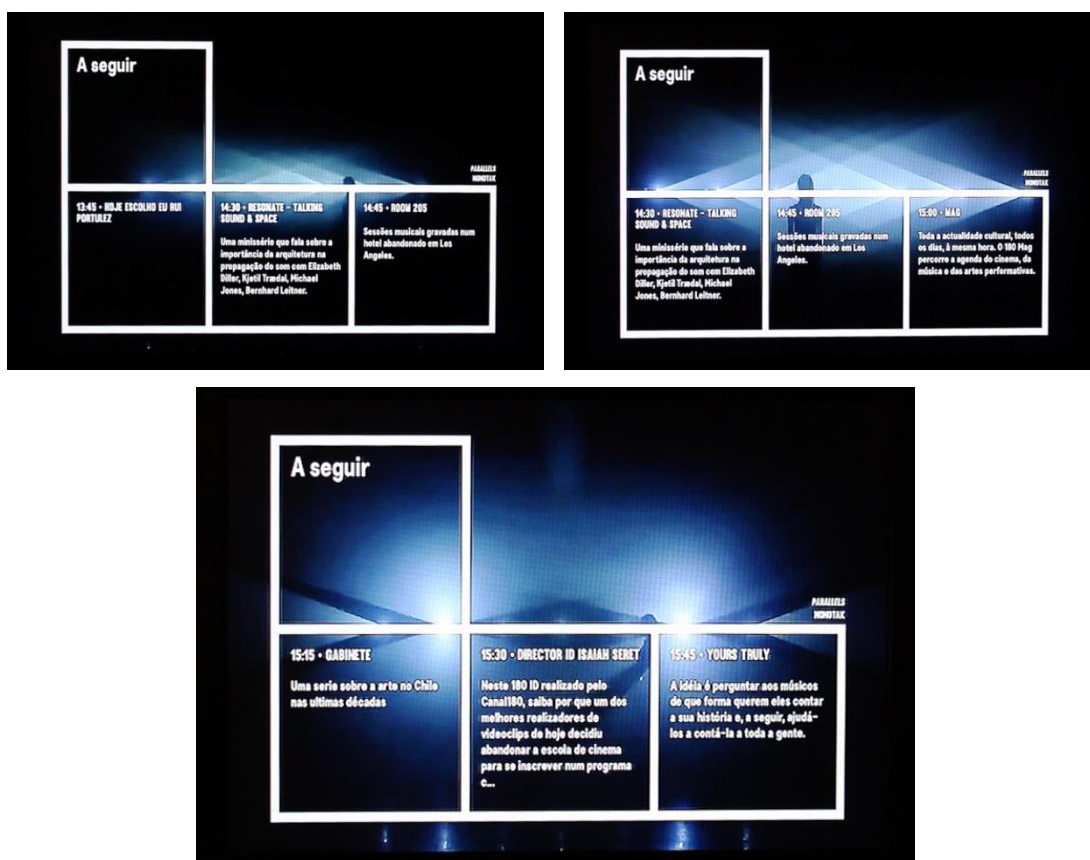 A seguir
PARALLELS
NONOTAK
13:45 • HOJE ESCOLHO EU RUI
PORTULEZ
14:30 • RESONATE - TALKING
SOUND & SPACE
Uma minissérie que fala sobre a
importância da arquitetura na
propagação do som com Elizabeth
Diller, Kjetil Trædal, Michael
Jones, Bernhard Leitner.
14:45 • ROOM 205
Sessões musicais gravadas num
hotel abandonado em Los
Angeles.
A seguir
PARALLELS
NONOTAK
14:30 • RESONATE - TALKING
SOUND & SPACE
Uma minissérie que fala sobre a
importância da arquitetura na
propagação do som com Elizabeth
Diller, Kjetil Trædal, Michael
Jones, Bernhard Leitner.
14:45 • ROOM 205
Sessões musicais gravadas num
hotel abandonado em Los
Angeles.
15:00 • MAG
Toda a actualidade cultural, todos
os dias, à mesma hora. O 180 Mag
percorre a agenda do cinema, da
música e das artes performativas.
A seguir
PARALLELS
NONOTAK
15:15 • GABINETE
Uma serie sobre a arte no Chile
nas ultimas décadas
15:30 • DIRECTOR ID ISAIAH SERET
Neste 180 ID realizado pelo
Canal180, saiba por que um dos
melhores realizadores de
videoclips de hoje decidiu
abandonar a escola de cinema
para se inscrever num programa
c...
15:45 • YOURS TRULY
A idéia é perguntar aos músicos
de que forma querem eles contar
a sua história e, a seguir, ajudá-
los a contá-la a toda a gente.